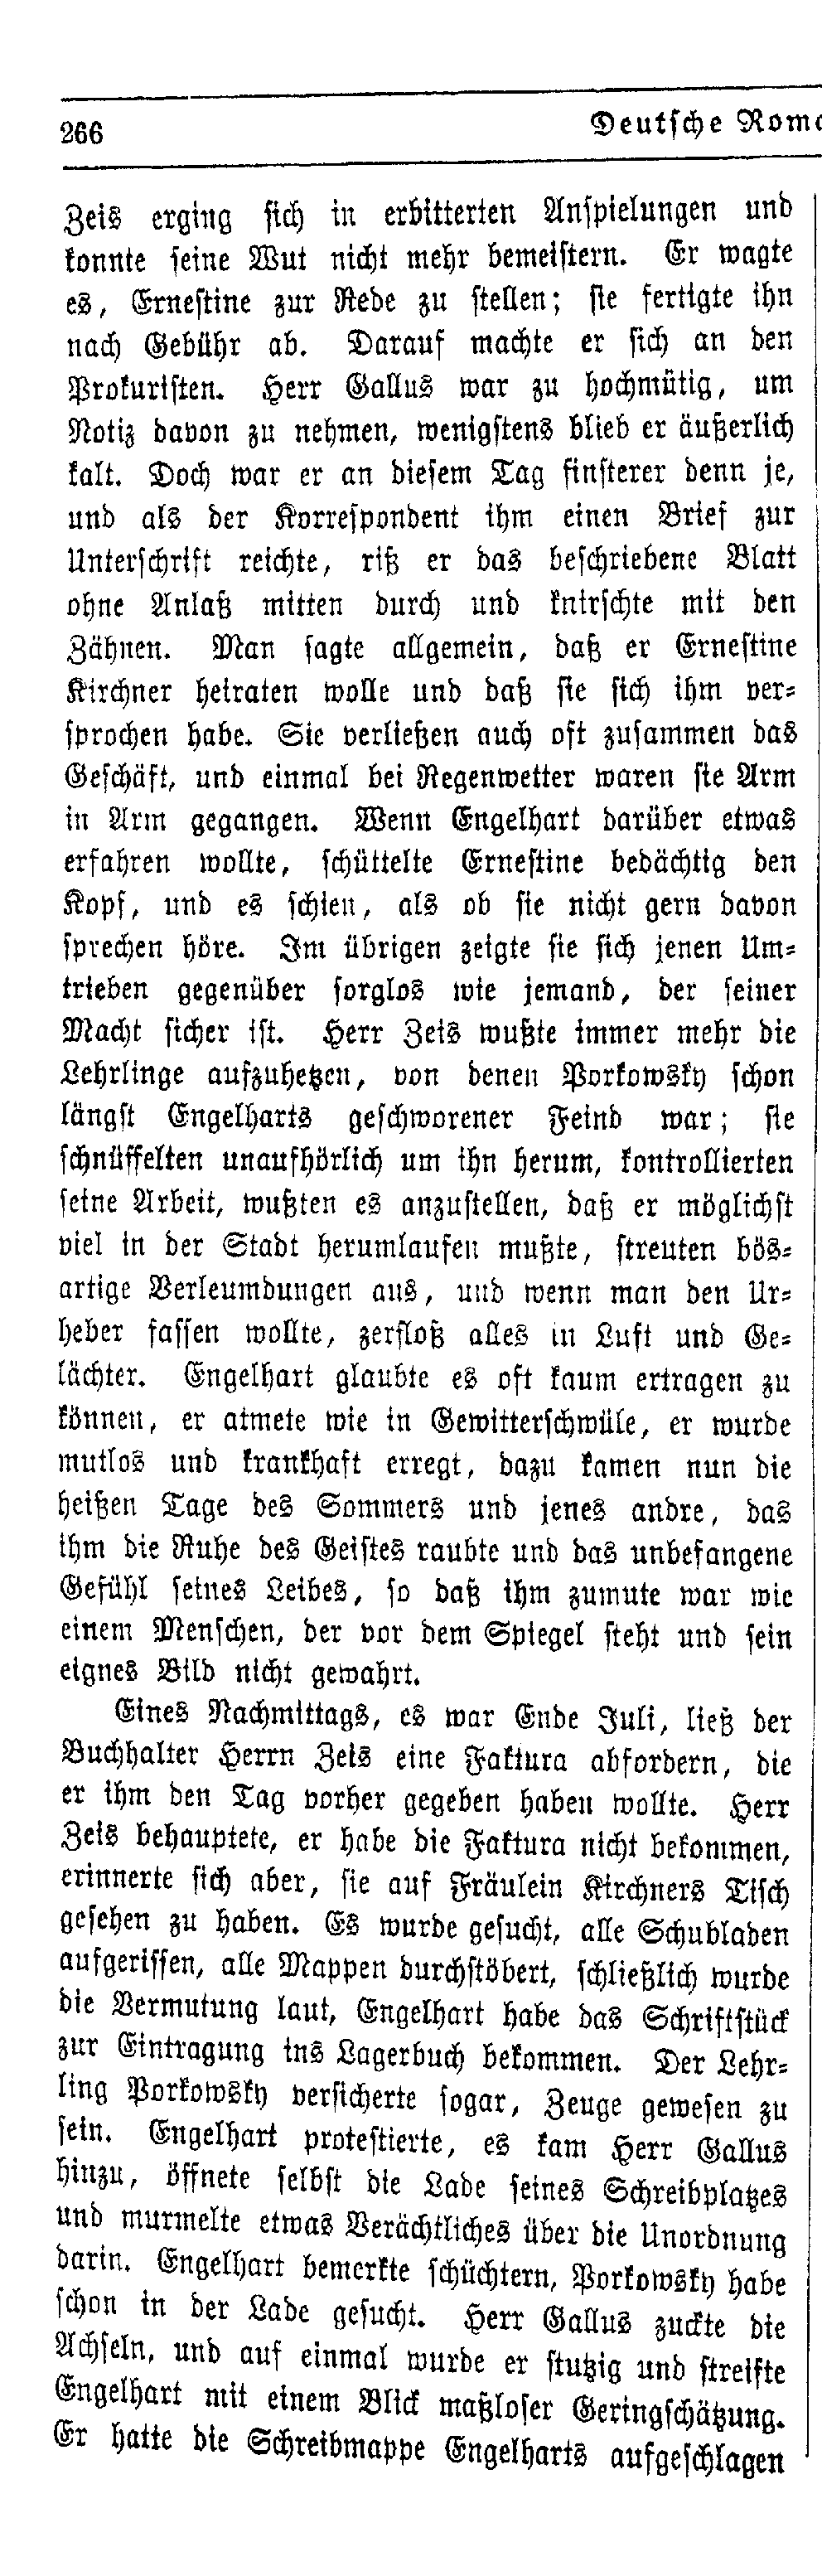 266
Deutsche Roma
Zeis erging sich in erbitterten Anspielungen und
konnte seine Wut nicht mehr bemeistern. Er wagte
es, Ernestine zur Rede zu stellen; sie fertigte ihn
nach Gebühr ab. Darauf machte er sich an den
Prokuristen. Herr Gallus war zu hochmütig, um
Notiz davon zu nehmen, wenigstens blieb er äußerlich
kalt. Doch war er an diesem Tag finsterer denn je,
und als der Korrespondent ihm einen Brief zur
Unterschrift reichte, riß er das beschriebene Blatt
ohne Anlaß mitten durch und knirschte mit den
Zähnen. Man sagte allgemein, daß er Ernestine
Kirchner heiraten wolle und daß sie sich ihm ver-
sprochen habe. Sie verließen auch oft zusammen das
Geschäft, und einmal bei Regenwetter waren sie Arm
in Arm gegangen. Wenn Engelhart darüber etwas
erfahren wollte, schüttelte Ernestine bedächtig den
Kopf, und es schien, als ob sie nicht gern davon
sprechen höre. Im übrigen zeigte sie sich jenen Um-
trieben gegenüber sorglos wie jemand, der seiner
Macht sicher ist. Herr Zeis wußte immer mehr die
Lehrlinge aufzuhetzen, von denen Porkowsky schon
längst Engelharts geschworener Feind war; sie
schnüffelten unaufhörlich um ihn herum, kontrollierten
seine Arbeit, wußten es anzustellen, daß er möglichst
viel in der Stadt herumlaufen mußte, streuten bös-
artige Verleumdungen aus, und wenn man den Ur-
heber fassen wollte, zerfloß alles in Luft und Ge-
lächter. Engelhart glaubte es oft kaum ertragen zu
können, er atmete wie in Gewitterschwüle, er wurde
mutlos und krankhaft erregt, dazu kamen nun die
heißen Tage des Sommers und jenes andre, das
ihm die Ruhe des Geistes raubte und das unbefangene
Gefühl seines Leibes, so daß ihm zumute war wie
einem Menschen, der vor dem Spiegel steht und sein
eignes Bild nicht gewahrt.
Eines Nachmittags, es war Ende Juli, ließ der
Buchhalter Herrn Zeis eine Faktura abfordern, die
er ihm den Tag vorher gegeben haben wollte. Herr
Zeis behauptete, er habe die Faktura nicht bekommen,
erinnerte sich aber, sie auf Fräulein Kirchners Tisch
gesehen zu haben. Es wurde gesucht, alle Schubladen
aufgerissen, alle Mappen durchstöbert, schließlich wurde
die Vermutung laut, Engelhart habe das Schriftstück
zur Eintragung ins Lagerbuch bekommen. Der Lehr-
ling Porkowsky versicherte sogar, Zeuge gewesen zu
sein. Engelhart protestierte, es kam Herr Gallus
hinzu, öffnete selbst die Lade seines Schreibplatzes
und murmelte etwas Verächtliches über die Unordnung
darin. Engelhart bemerkte schüchtern, Porkowsky habe
schon in der Lade gesucht. Herr Gallus zuckte die
Achseln, und auf einmal wurde er stutzig und streifte
Engelhart mit einem Blick maßloser Geringschätzung.
Er hatte die Schreibmappe Engelharts aufgeschlagen